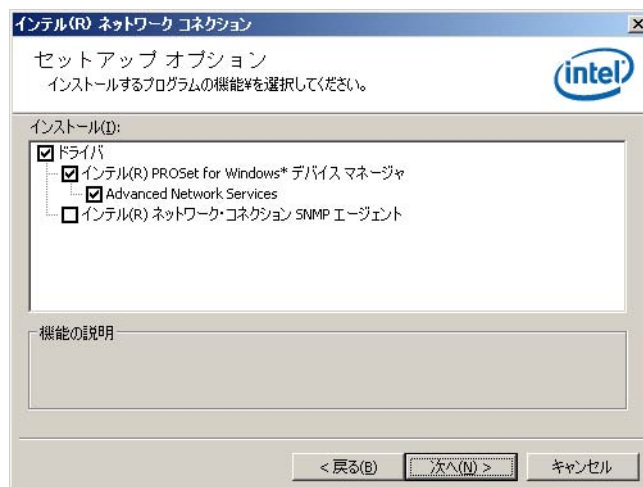 インテル(R) ネットワーク コネクション
セットアップ オプション
インストールするプログラムの機能¥を選択してください。
intel
インストール(I):
ドライバ
インテル(R) PROSet for Windows* デバイス マネージャ
Advanced Network Services
インテル(R) ネットワーク・コネクション SNMP エージェント
機能の説明
< 戻る(B)
次へ(N) >
キャンセル